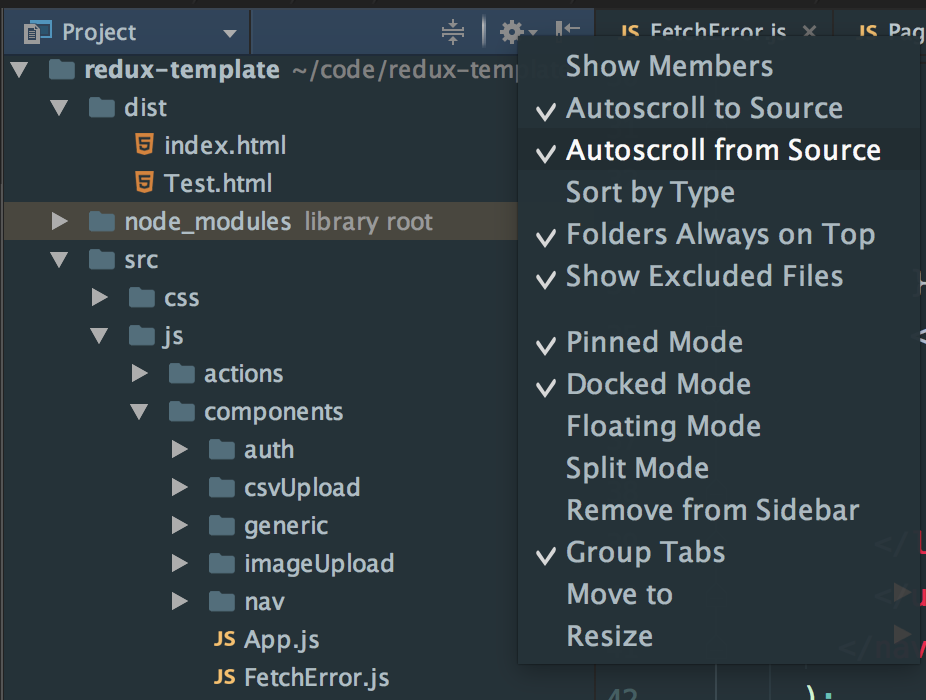 Project
redux-template ~/code/redux-temp
dist
index.html
Test.html
node_modules library root
src
css
js
actions
components
auth
csvUpload
generic
imageUpload
nav
JS App.js
JS FetchError.js
JS FetchError.js
JS Pag
Show Members
Autoscroll to Source
Autoscroll from Source
Sort by Type
Folders Always on Top
Show Excluded Files
Pinned Mode
Docked Mode
Floating Mode
Split Mode
Remove from Sidebar
Group Tabs
Move to
Resize
42 );